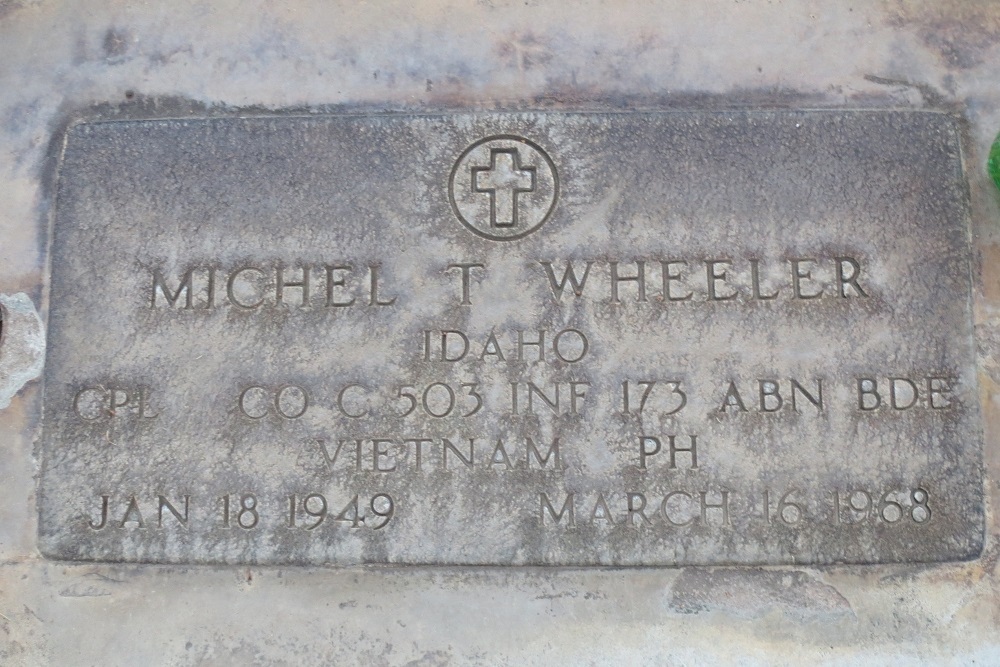 MICHEL T WHEELER
IDAHO
CPL CO C 503 INF 173 ABN BDE
VIETNAM PH
JAN 18 1949 MARCH 16 1968